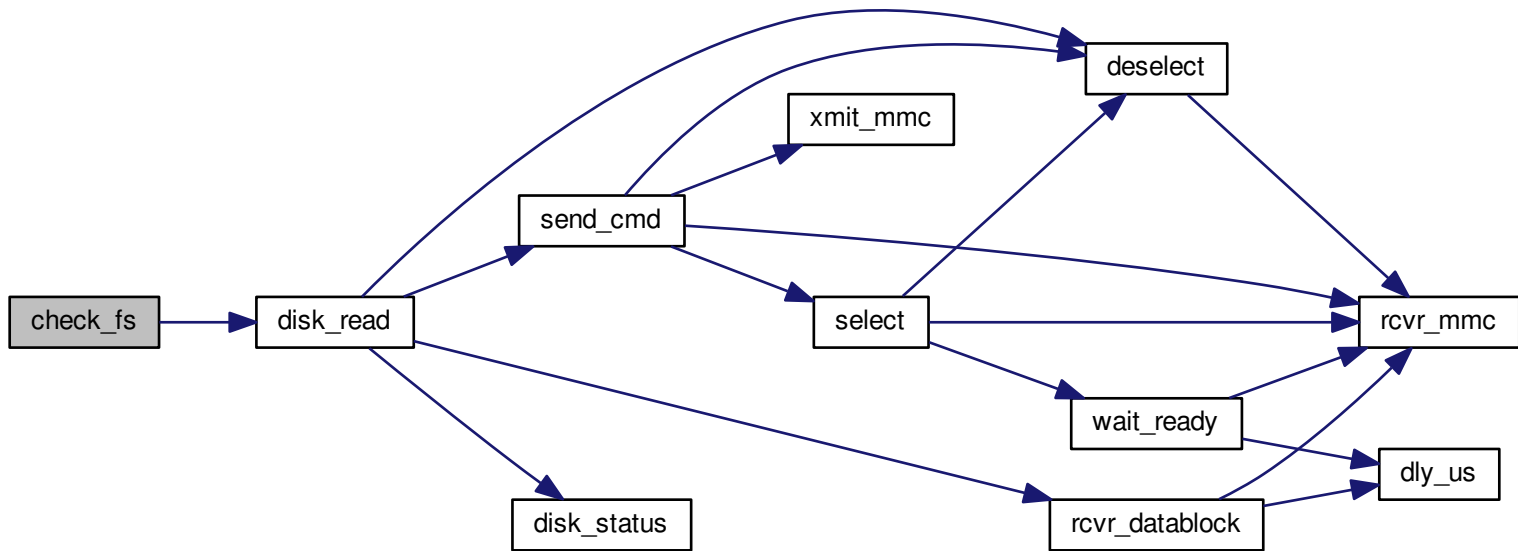 deselect
xmit_mmc
send_cmd
check_fs
disk_read
select
rcvr_mmc
wait_ready
dly_us
disk_status
rcvr_datablock